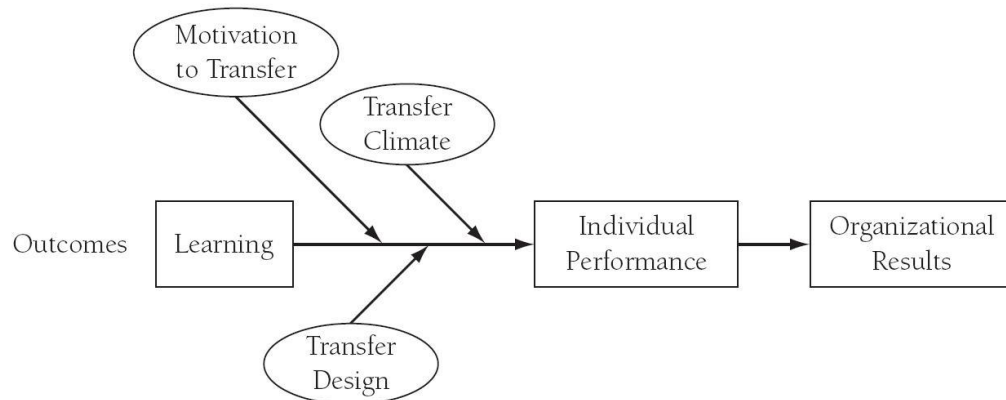 Motivation
to Transfer
Transfer
Climate
Outcomes
Learning
Individual
Performance
Organizational
Results
Transfer
Design